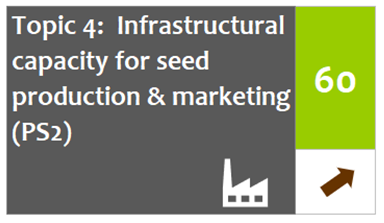 Topic 4:  Infrastructural
capacity for seed
production & marketing
(PS2)
60